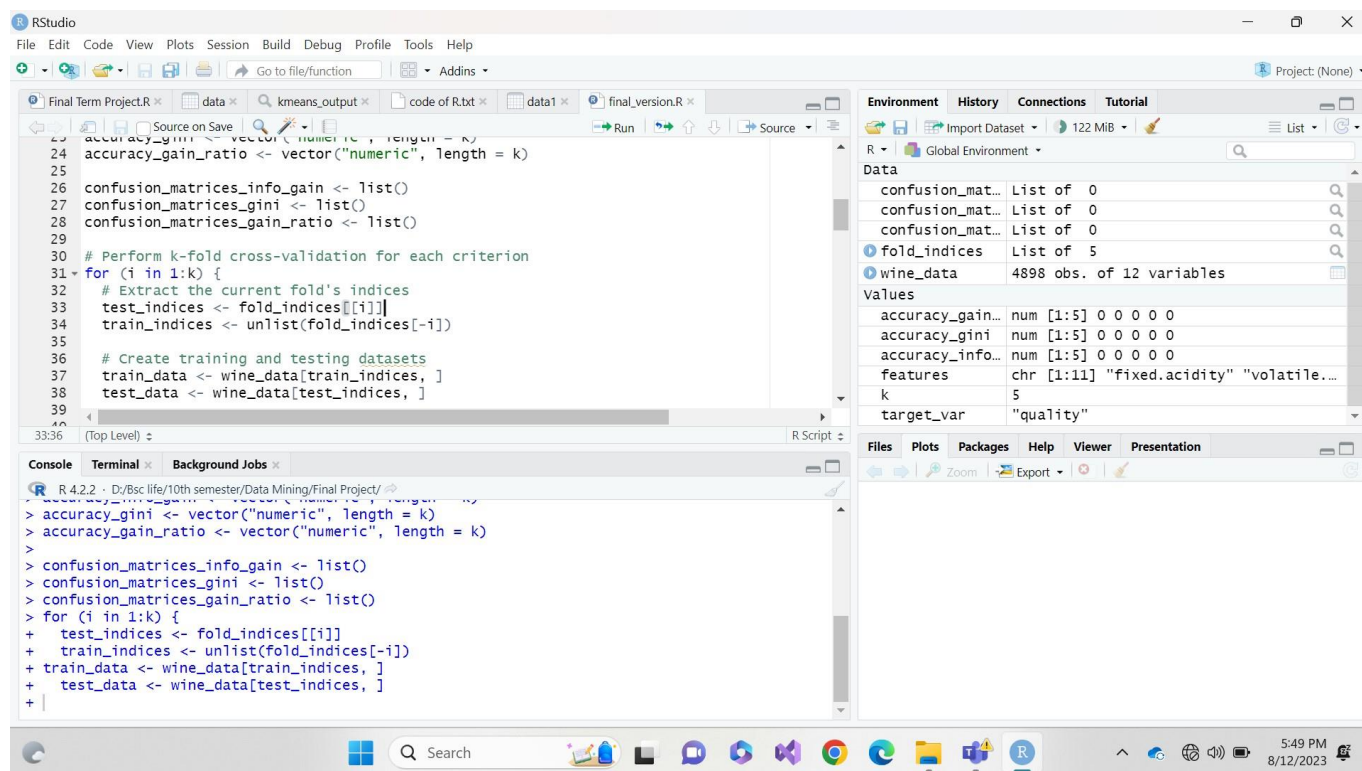 RStudio
File Edit Code View Plots Session Build Debug Profile Tools Help
Go to file/function Addins Project: (None)
Final Term Project.R data kmeans_output code of R.txt data1 final_version.R
Source on Save Run Source
23 accuracy_gini <- vector("numeric", length = k)
24 accuracy_gain_ratio <- vector("numeric", length = k)
25
26 confusion_matrices_info_gain <- list()
27 confusion_matrices_gini <- list()
28 confusion_matrices_gain_ratio <- list()
29
30 # Perform k-fold cross-validation for each criterion
31 for (i in 1:k) {
32 # Extract the current fold's indices
33 test_indices <- fold_indices[[i]]
34 train_indices <- unlist(fold_indices[-i])
35
36 # Create training and testing datasets
37 train_data <- wine_data[train_indices, ]
38 test_data <- wine_data[test_indices, ]
39
40
33:36 (Top Level) R Script
Console Terminal Background Jobs
R 4.2.2 · D:/Bsc life/10th semester/Data Mining/Final Project/
> accuracy_info_gain <- vector("numeric", length = k)
> accuracy_gini <- vector("numeric", length = k)
> accuracy_gain_ratio <- vector("numeric", length = k)
>
> confusion_matrices_info_gain <- list()
> confusion_matrices_gini <- list()
> confusion_matrices_gain_ratio <- list()
> for (i in 1:k) {
+ test_indices <- fold_indices[[i]]
+ train_indices <- unlist(fold_indices[-i])
+ train_data <- wine_data[train_indices, ]
+ test_data <- wine_data[test_indices, ]
+
Environment History Connections Tutorial
Import Dataset 122 MiB List
R Global Environment
Data
confusion_mat… List of 0
confusion_mat… List of 0
confusion_mat… List of 0
fold_indices List of 5
wine_data 4898 obs. of 12 variables
Values
accuracy_gain… num [1:5] 0 0 0 0 0
accuracy_gini num [1:5] 0 0 0 0 0
accuracy_info… num [1:5] 0 0 0 0 0
features chr [1:11] "fixed.acidity" "volatile.…
k 5
target_var "quality"
Files Plots Packages Help Viewer Presentation
Zoom Export
Search
5:49 PM
8/12/2023